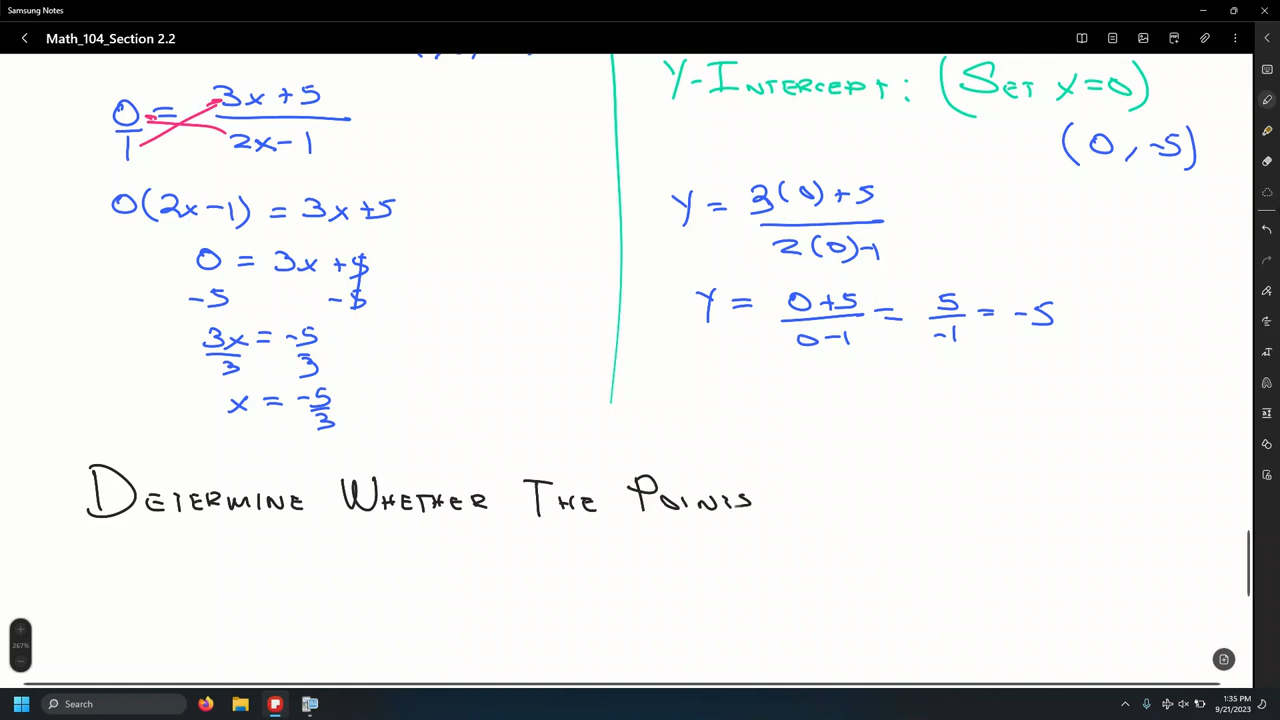 Samsung Notes
Math_104_Section 2.2
0/1 = (3x + 5)/(2x - 1)
0(2x - 1) = 3x + 5
0 = 3x + 5
-5 -5
3x/3 = -5/3
x = -5/3
Y-INTERCEPT: (SET X=0)
(0, -5)
Y = (3(0) + 5)/(2(0) - 1)
Y = (0 + 5)/(0 - 1) = 5/-1 = -5
DETERMINE WHETHER THE POINTS
267%
Search
1:35 PM
9/21/2023